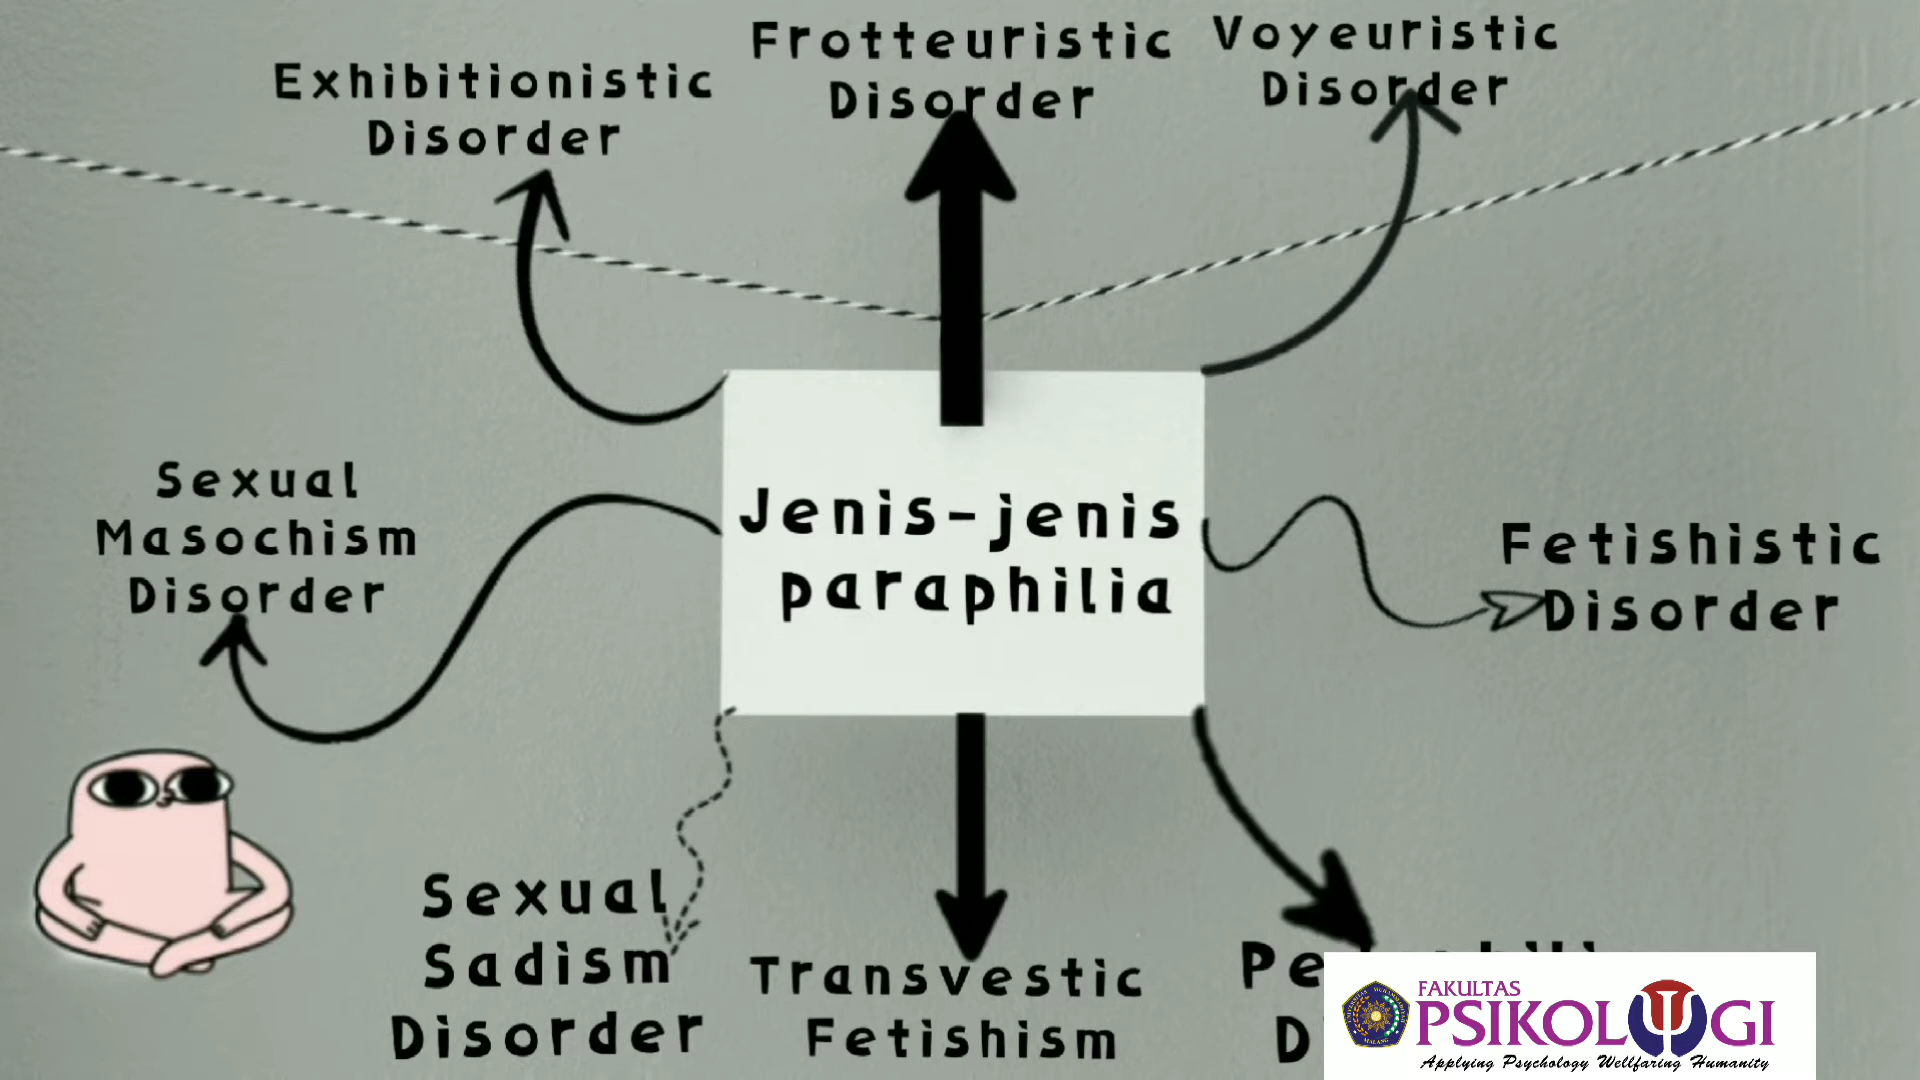 Exhibitionistic
Disorder
Frotteuristic
Disorder
Voyeuristic
Disorder
Sexual
Masochism
Disorder
Jenis-jenis
paraphilia
Fetishistic
Disorder
Sexual
Sadism
Disorder
Transvestic
Fetishism
FAKULTAS
PSIKOLOGI
Applying Psychology Wellfaring Humanity